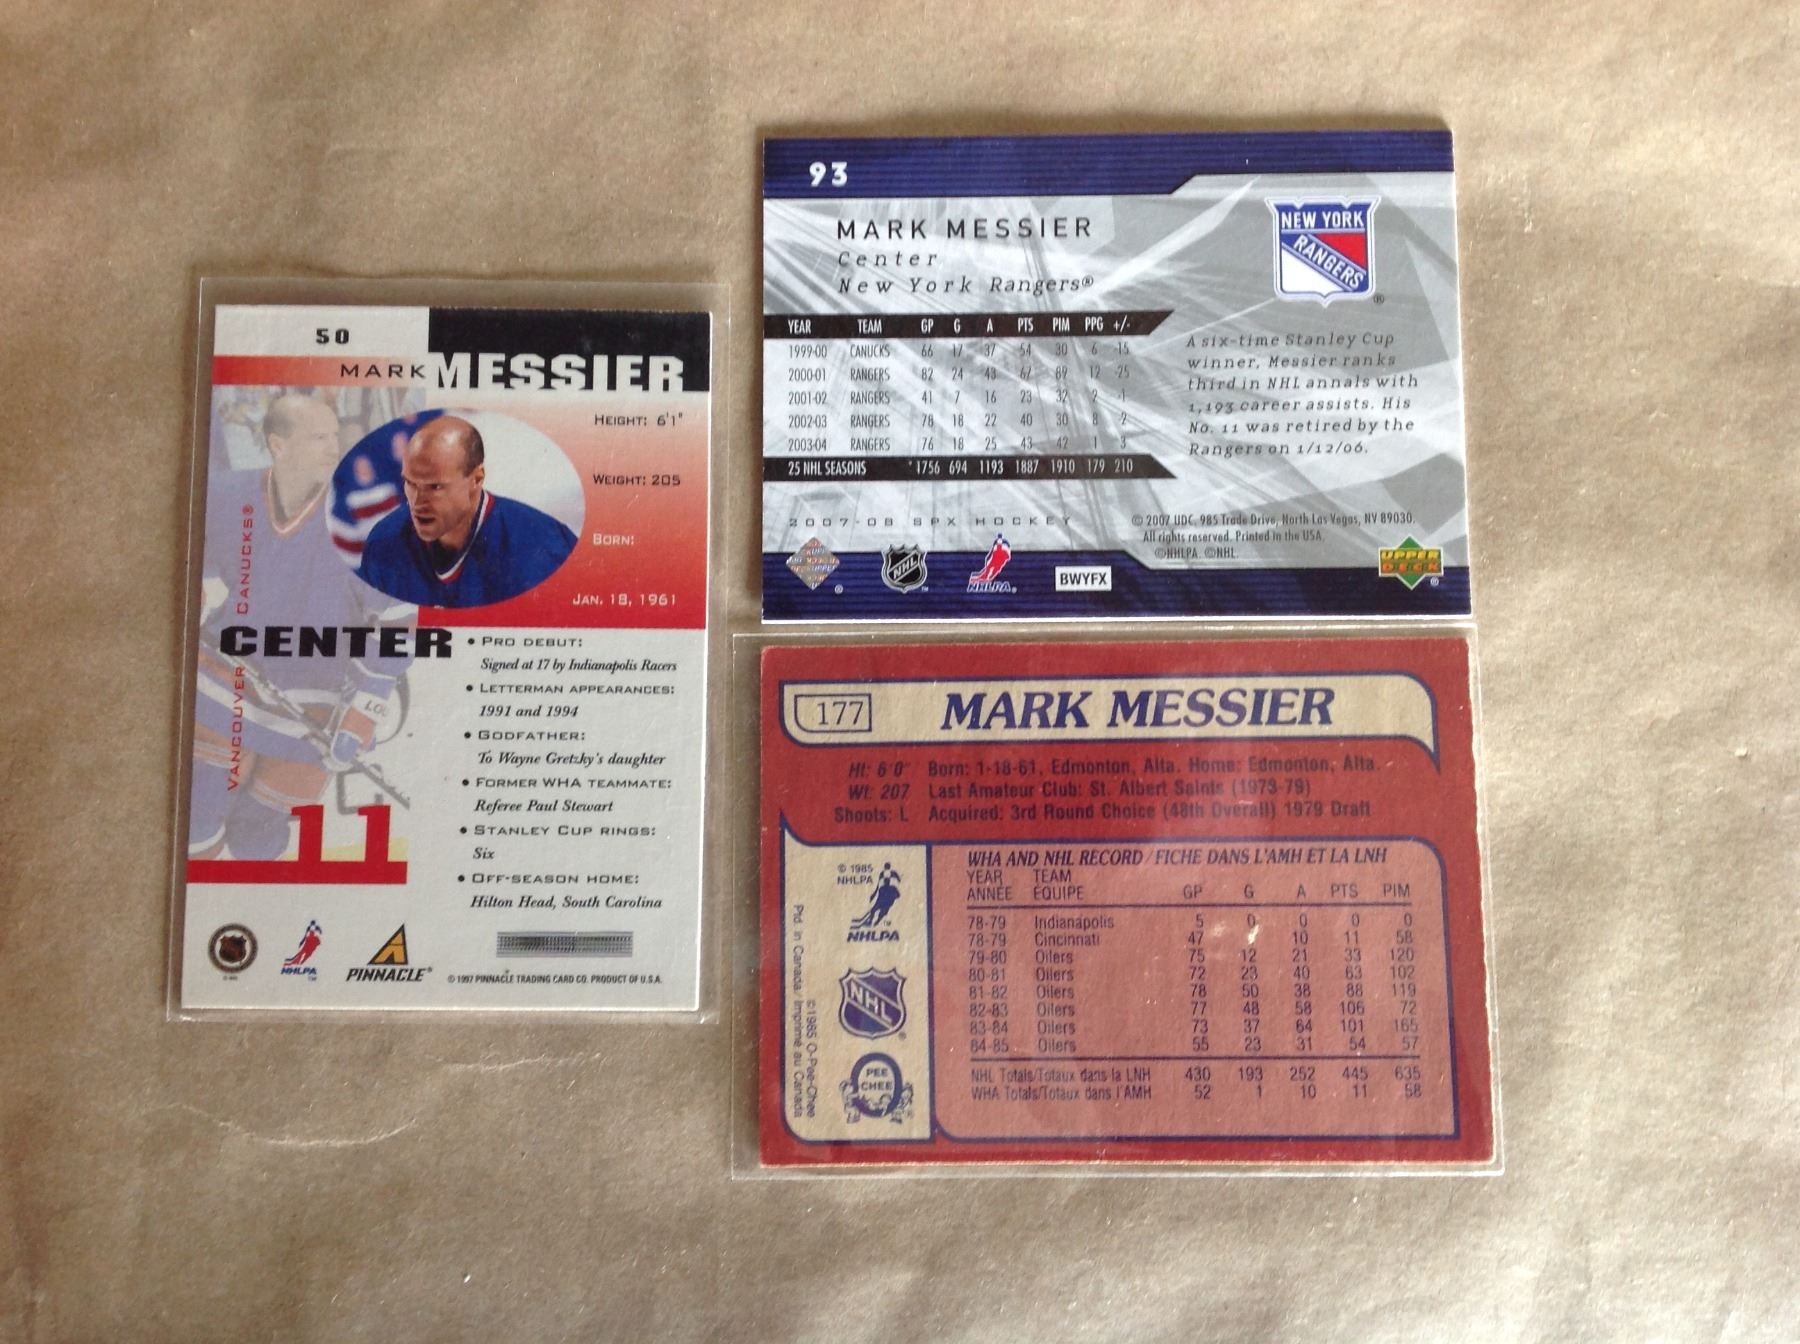 50
MARK MESSIER
HEIGHT: 6'1"
WEIGHT: 205
BORN:
JAN. 18, 1961
VANCOUVER CANUCKS®
CENTER
11
• PRO DEBUT:
Signed at 17 by Indianapolis Racers
• LETTERMAN APPEARANCES:
1991 and 1994
• GODFATHER:
To Wayne Gretzky's daughter
• FORMER WHA TEAMMATE:
Referee Paul Stewart
• STANLEY CUP RINGS:
Six
• OFF-SEASON HOME:
Hilton Head, South Carolina
NHLPA
PINNACLE®
© 1997 PINNACLE TRADING CARD CO. PRODUCT OF U.S.A.
93
MARK MESSIER
Center
New York Rangers®
NEW YORK
RANGERS
®
YEAR TEAM GP G A PTS PIM PPG +/-
1999-00 CANUCKS 66 17 37 54 30 6 -15
2000-01 RANGERS 82 24 43 67 89 12 -25
2001-02 RANGERS 41 7 16 23 32 2 -1
2002-03 RANGERS 78 18 22 40 30 8 -2
2003-04 RANGERS 76 18 25 43 42 1 3
25 NHL SEASONS 1756 694 1193 1887 1910 179 210
A six-time Stanley Cup
winner, Messier ranks
third in NHL annals with
1,193 career assists. His
No. 11 was retired by the
Rangers on 1/12/06.
2007-08 SPX HOCKEY
© 2007 UDC. 985 Trade Drive, North Las Vegas, NV 89030.
All rights reserved. Printed in the USA.
©NHLPA. ©NHL.
NHL
NHLPA®
BWYFX
UPPER
DECK
®
177
MARK MESSIER
Ht: 6'0" Born: 1-18-61, Edmonton, Alta. Home: Edmonton, Alta.
Wt: 207 Last Amateur Club: St. Albert Saints (1973-79)
Shoots: L Acquired: 3rd Round Choice (48th Overall) 1979 Draft
© 1985
NHLPA
NHLPA
NHL
O
PEE
CHEE
Ptd. in Canada/Imprimé au Canada
©1985 O-Pee-Chee
WHA AND NHL RECORD/FICHE DANS L'AMH ET LA LNH
YEAR TEAM
ANNÉE ÉQUIPE GP G A PTS PIM
78-79 Indianapolis 5 0 0 0 0
78-79 Cincinnati 47 10 11 58
79-80 Oilers 75 12 21 33 120
80-81 Oilers 72 23 40 63 102
81-82 Oilers 78 50 38 88 119
82-83 Oilers 77 48 58 106 72
83-84 Oilers 73 37 64 101 165
84-85 Oilers 55 23 31 54 57
NHL Totals/Totaux dans la LNH 430 193 252 445 635
WHA Totals/Totaux dans l'AMH 52 1 10 11 58